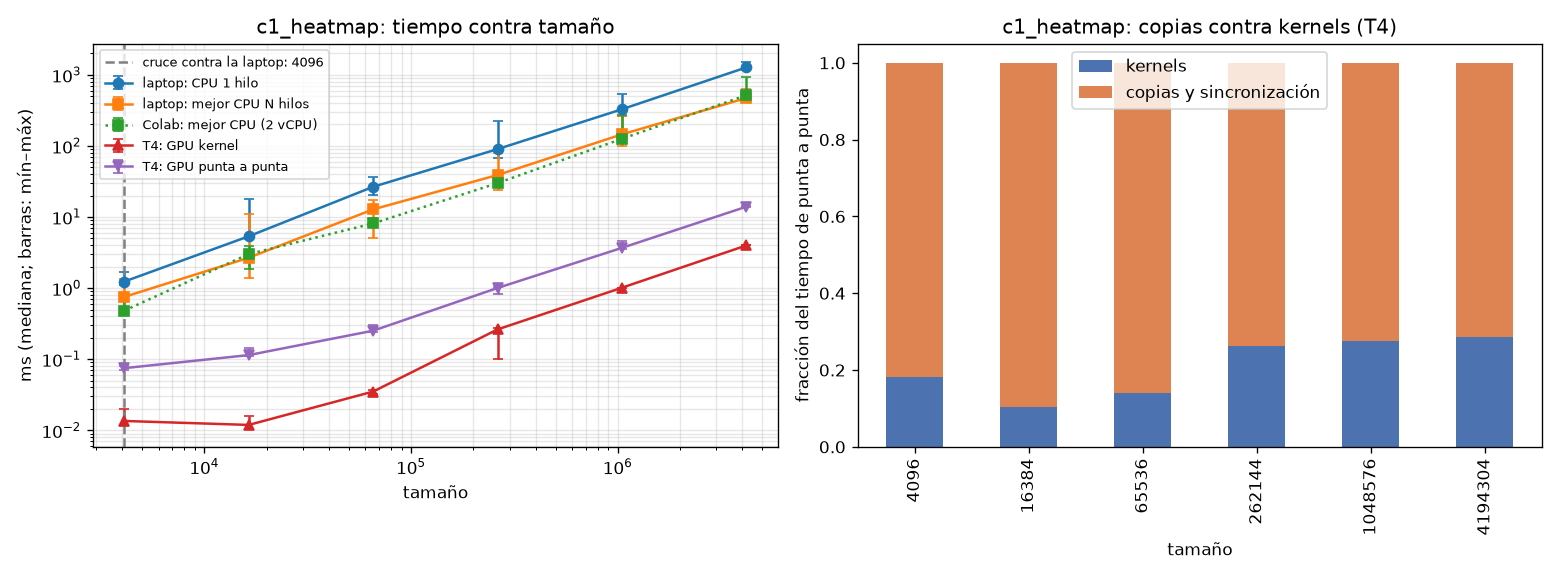 c1_heatmap: tiempo contra tamaño
cruce contra la laptop: 4096
laptop: CPU 1 hilo
laptop: mejor CPU N hilos
Colab: mejor CPU (2 vCPU)
T4: GPU kernel
T4: GPU punta a punta
ms (mediana; barras: mín–máx)
10³
10²
10¹
10⁰
10⁻¹
10⁻²
10⁴
10⁵
10⁶
tamaño
c1_heatmap: copias contra kernels (T4)
kernels
copias y sincronización
fracción del tiempo de punta a punta
1.0
0.8
0.6
0.4
0.2
0.0
4096
16384
65536
262144
1048576
4194304
tamaño